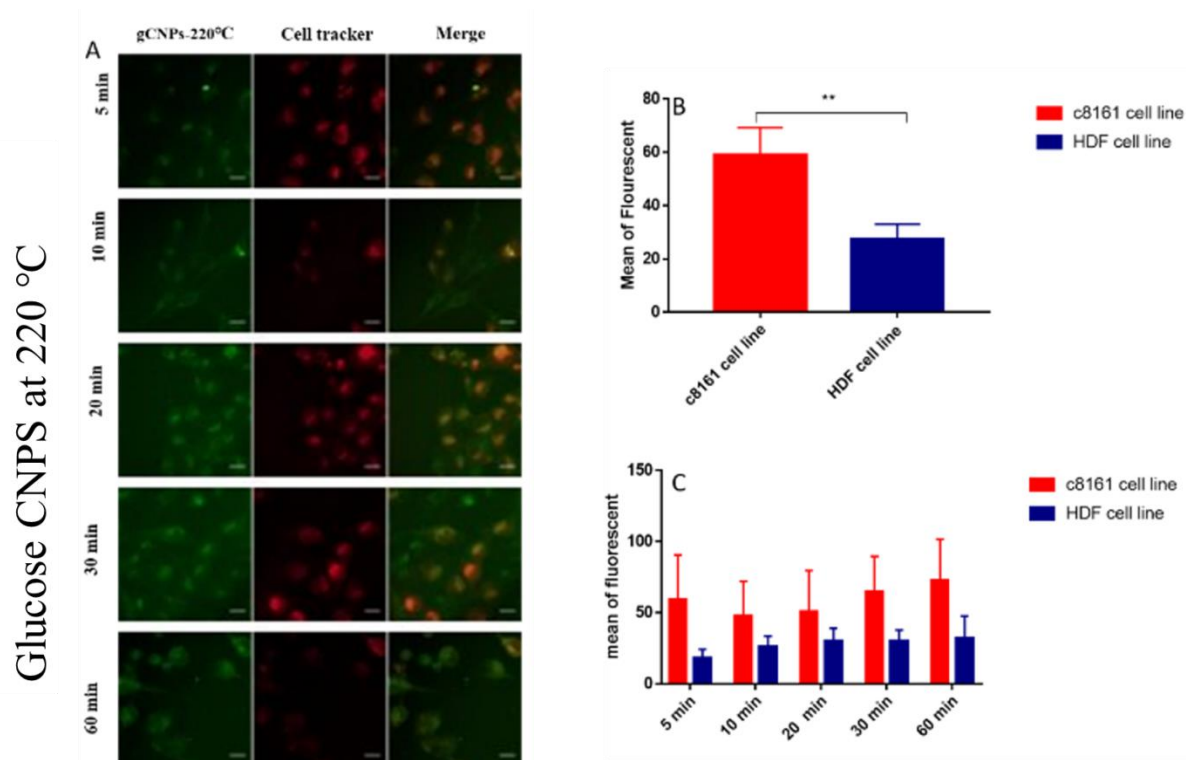 Glucose CNPS at 220 °C
A
gCNPs-220°C Cell tracker Merge
5 min
10 min
20 min
30 min
60 min
B
Mean of Flourescent
80
60
40
20
0
**
c8161 cell line
HDF cell line
c8161 cell line
HDF cell line
C
mean of fluorescent
150
100
50
0
5 min
10 min
20 min
30 min
60 min
c8161 cell line
HDF cell line